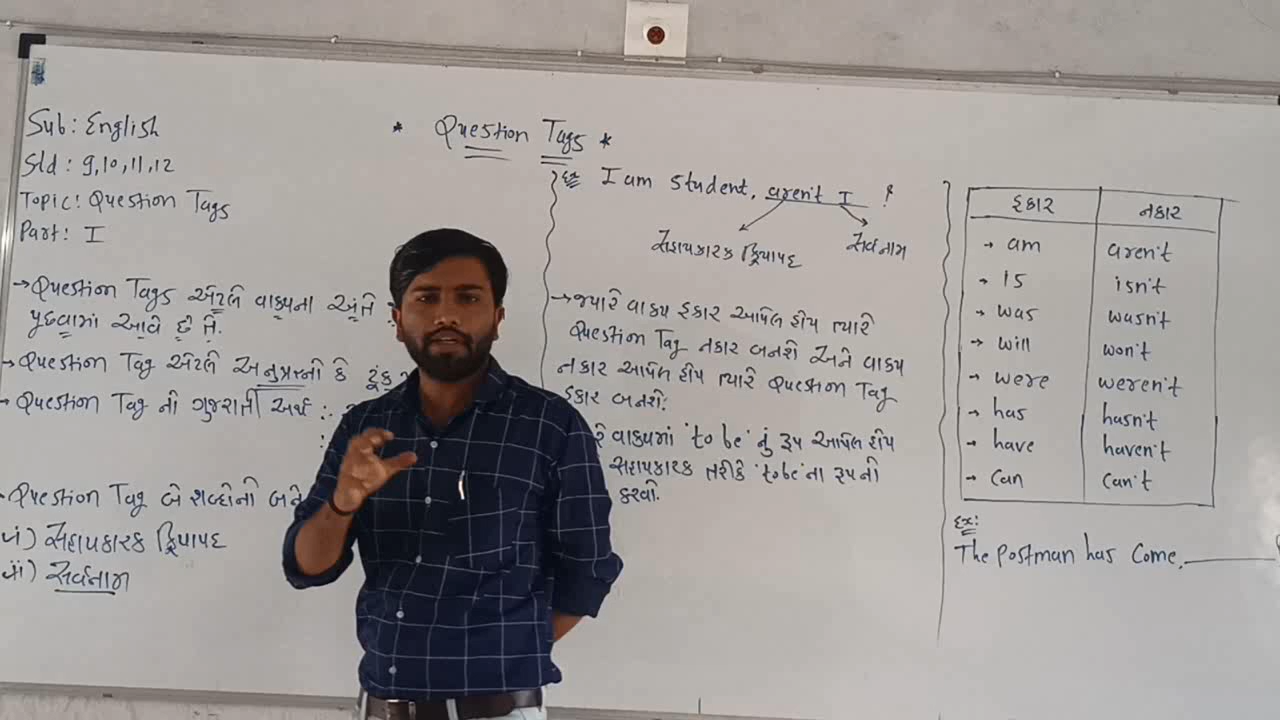 * Question Tags *
Sub: English
Std: 9,10,11,12
Topic: Question Tags
Part: I
→ Question Tags એટલે વાક્યના અંતે
પુછવામાં આવે છે તે.
→ Question Tag એટલે અનુપ્રશ્નો કે ટૂંક
→ Question Tag નો ગુજરાતી અર્થ :
→ Question Tag બે શબ્દોની બને
i) સહાયકારક ક્રિયાપદ
ii) સર્વનામ
Ex I am student, aren't I ?
સહાયકારક ક્રિયાપદ સર્વનામ
→ જ્યારે વાક્ય હકાર આપેલ હોય ત્યારે
Question Tag નકાર બનશે અને વાક્ય
નકાર આપેલ હોય ત્યારે Question Tag
હકાર બનશે.
વાક્યમાં 'to be' નું રૂપ આપેલ હોય
સહાયકારક તરીકે 'to be' ના રૂપની
કરવો.
હકાર નકાર
→ am aren't
→ is isn't
→ was wasn't
→ will won't
→ were weren't
→ has hasn't
→ have haven't
→ can can't
Ex:
The Postman has come, ______